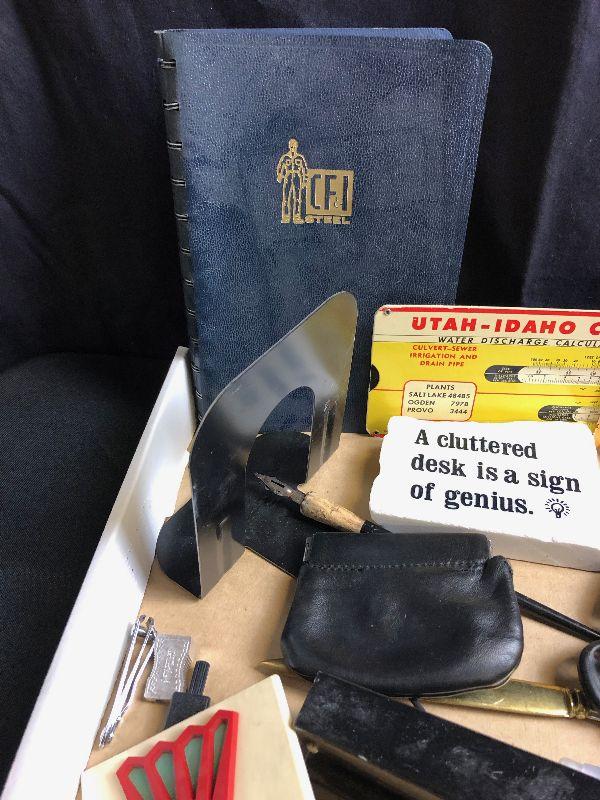 CF&I
STEEL
UTAH-IDAHO C
WATER DISCHARGE CALCUL
CULVERT-SEWER
IRRIGATION AND
DRAIN PIPE
PLANTS
SALT LAKE 48485
OGDEN 7978
PROVO 3444
A cluttered
desk is a sign
of genius.